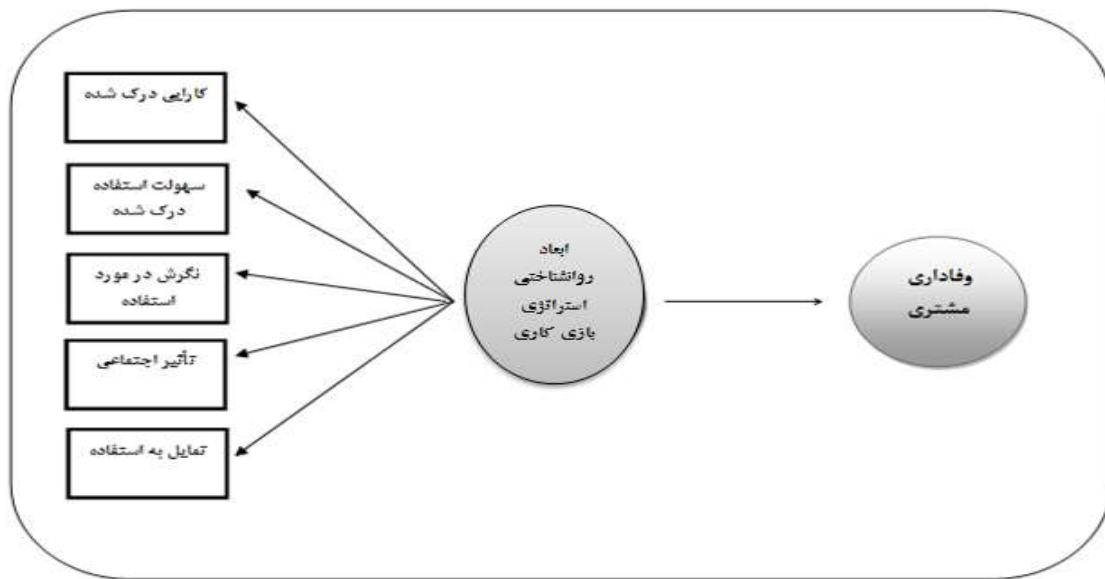 کارایی درک شده
سهولت استفاده
درک شده
نگرش در مورد
استفاده
تأثیر اجتماعی
تمایل به استفاده
ابعاد
روانشناختی
استراتژی
بازی کاری
وفاداری
مشتری